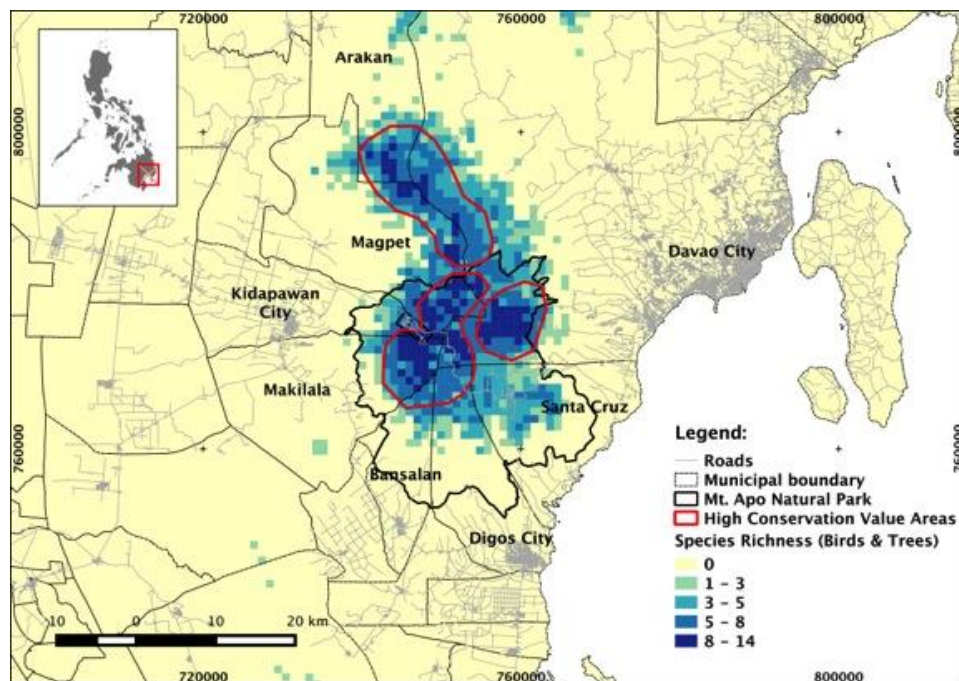 720000
760000
800000
Arakan
800000
800000
Magpet
Davao City
Kidapawan
City
Makilala
Santa Cruz
Bansalan
Digos City
760000
760000
Legend:
Roads
Municipal boundary
Mt. Apo Natural Park
High Conservation Value Areas
Species Richness (Birds & Trees)
0
1 – 3
3 – 5
5 – 8
8 – 14
10 0 10 20 km
720000
760000
800000